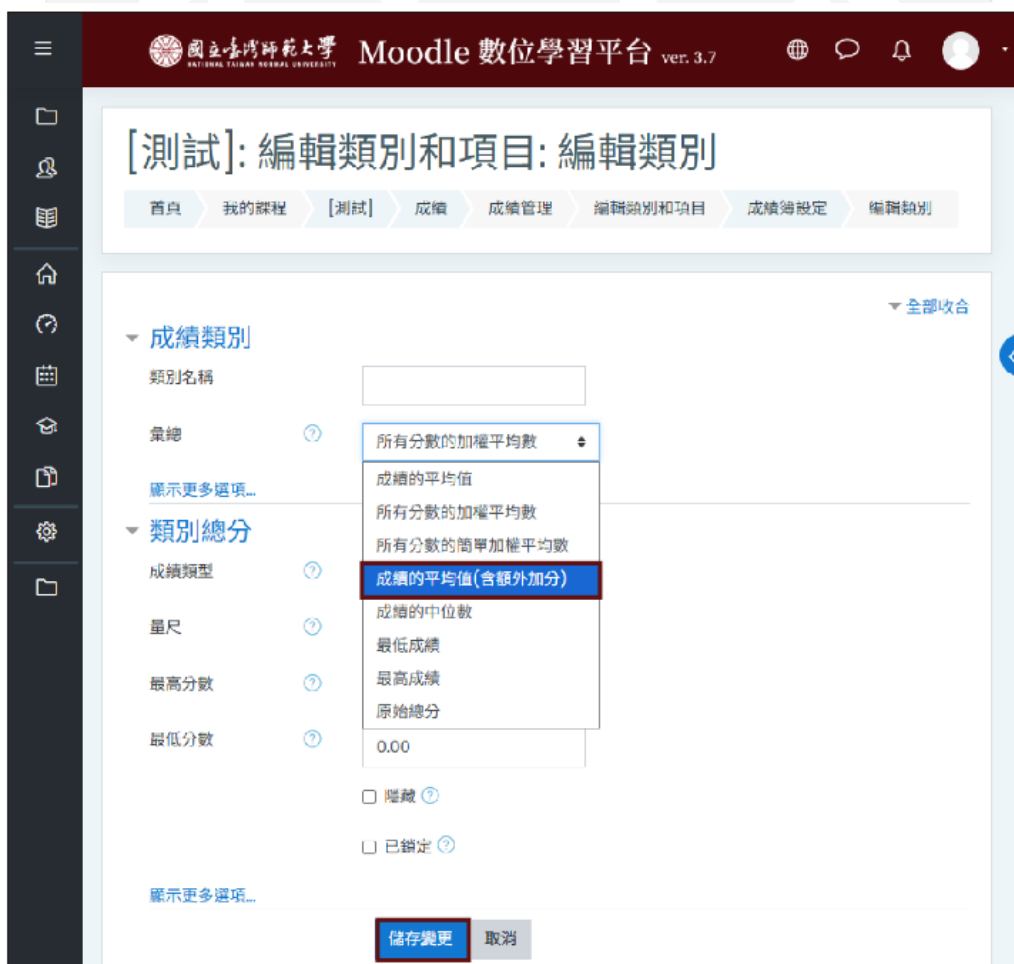 國立臺灣師範大學
NATIONAL TAIWAN NORMAL UNIVERSITY
Moodle 數位學習平台 ver. 3.7
[測試]: 編輯類別和項目: 編輯類別
首頁 我的課程 [測試] 成績 成績管理 編輯類別和項目 成績簿設定 編輯類別
全部收合
成績類別
類別名稱
彙總 所有分數的加權平均數
成績的平均值
顯示更多選項...
所有分數的加權平均數
類別總分
所有分數的簡單加權平均數
成績類型
成績的平均值(含額外加分)
成績的中位數
量尺
最低成績
最高分數 最高成績
原始總分
最低分數 0.00
隱藏
已鎖定
顯示更多選項...
儲存變更 取消